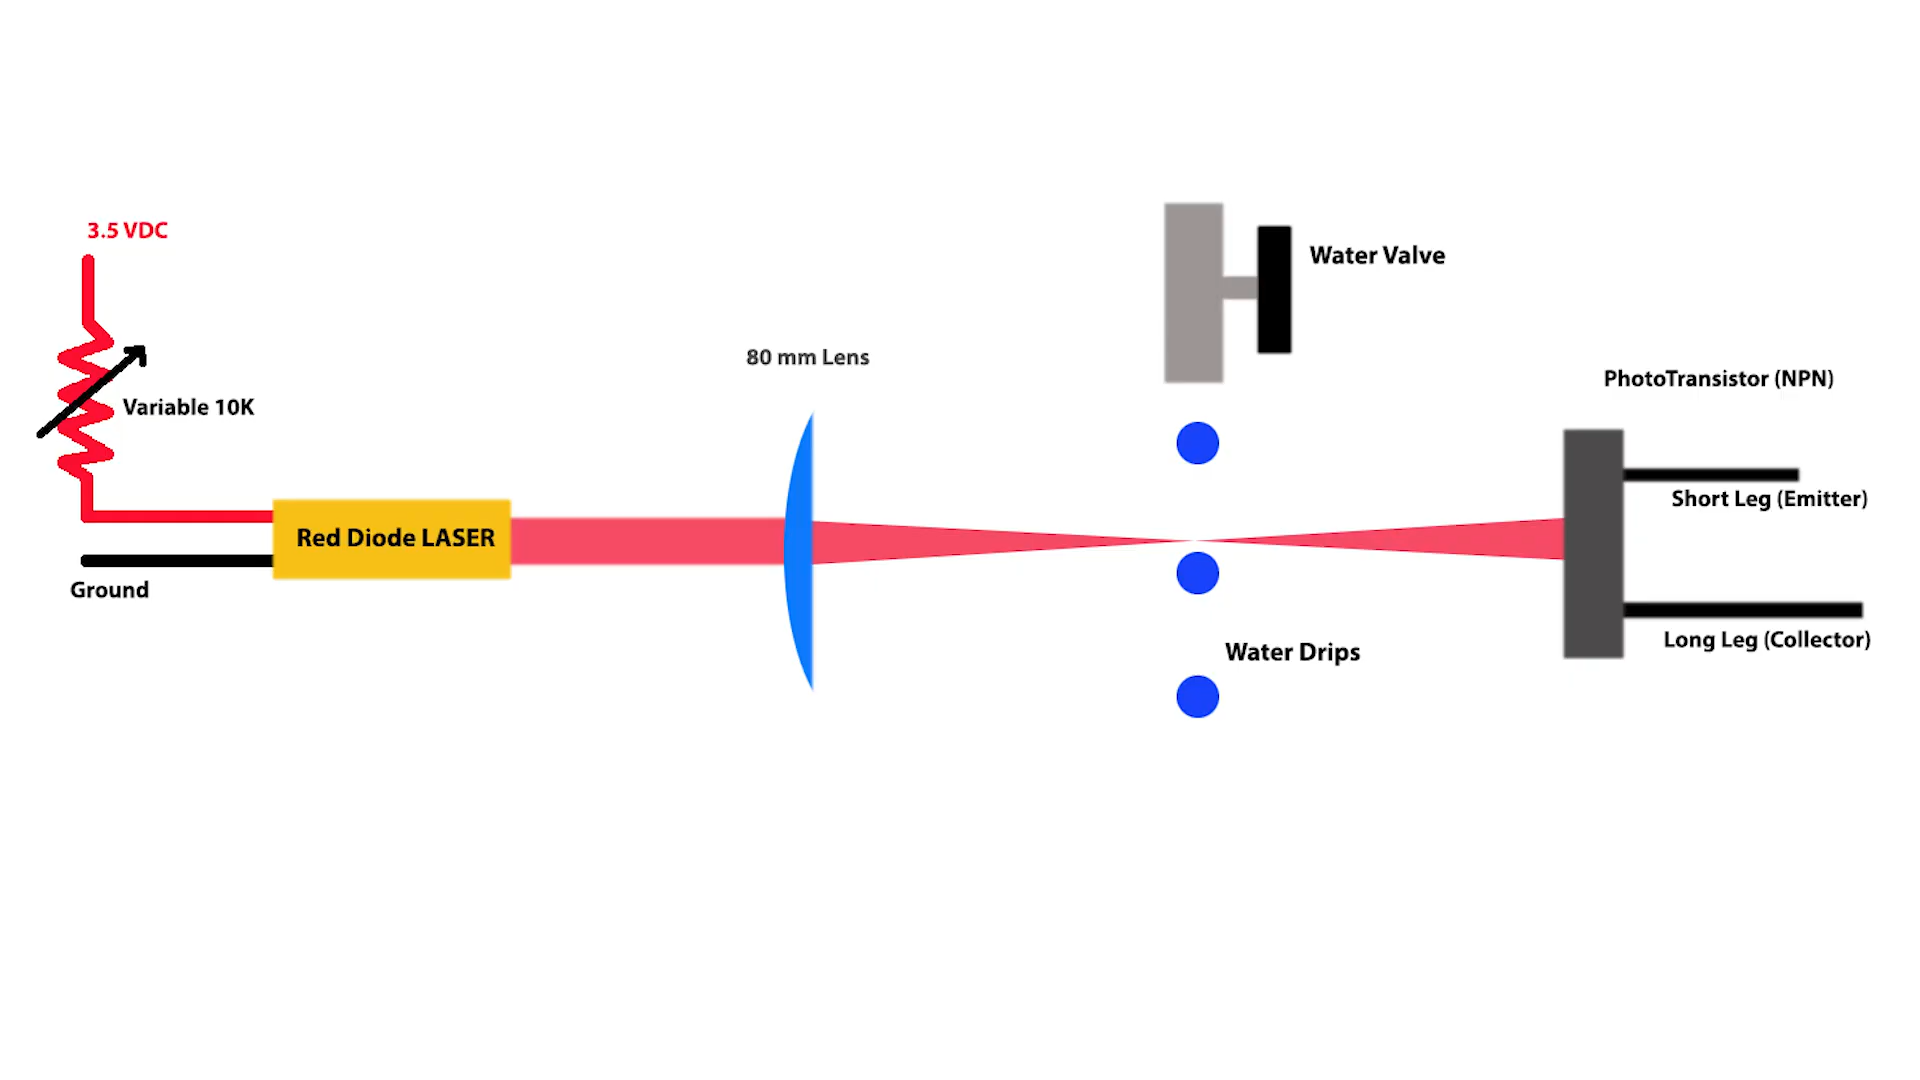 3.5 VDC
Variable 10K
Ground
Red Diode LASER
80 mm Lens
Water Valve
Water Drips
PhotoTransistor (NPN)
Short Leg (Emitter)
Long Leg (Collector)